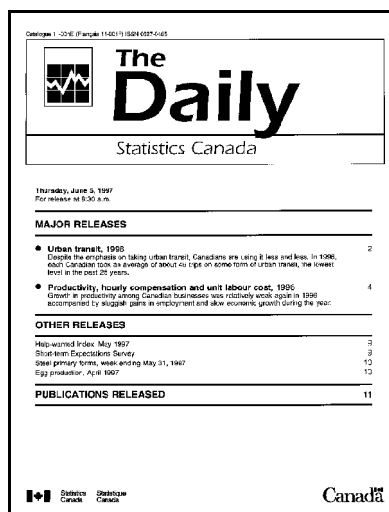 Catalogue 11-001E (Français 11-001F) ISSN 0827-0465
The
Daily
Statistics Canada
Thursday, June 5, 1997
For release at 8:30 a.m.
MAJOR RELEASES
Urban transit, 1996 2
Despite the emphasis on taking urban transit, Canadians are using it less and less. In 1996,
each Canadian took an average of about 48 trips on some form of urban transit, the lowest
level in the past 25 years.
Productivity, hourly compensation and unit labour cost, 1996 4
Growth in productivity among Canadian businesses was relatively weak again in 1996
accompanied by sluggish gains in employment and slow economic growth during the year.
OTHER RELEASES
Help-wanted Index, May 1997 9
Short-term Expectations Survey 9
Steel primary forms, week ending May 31, 1997 10
Egg production, April 1997 10
PUBLICATIONS RELEASED 11
Statistics Statistique
Canada Canada
Canada